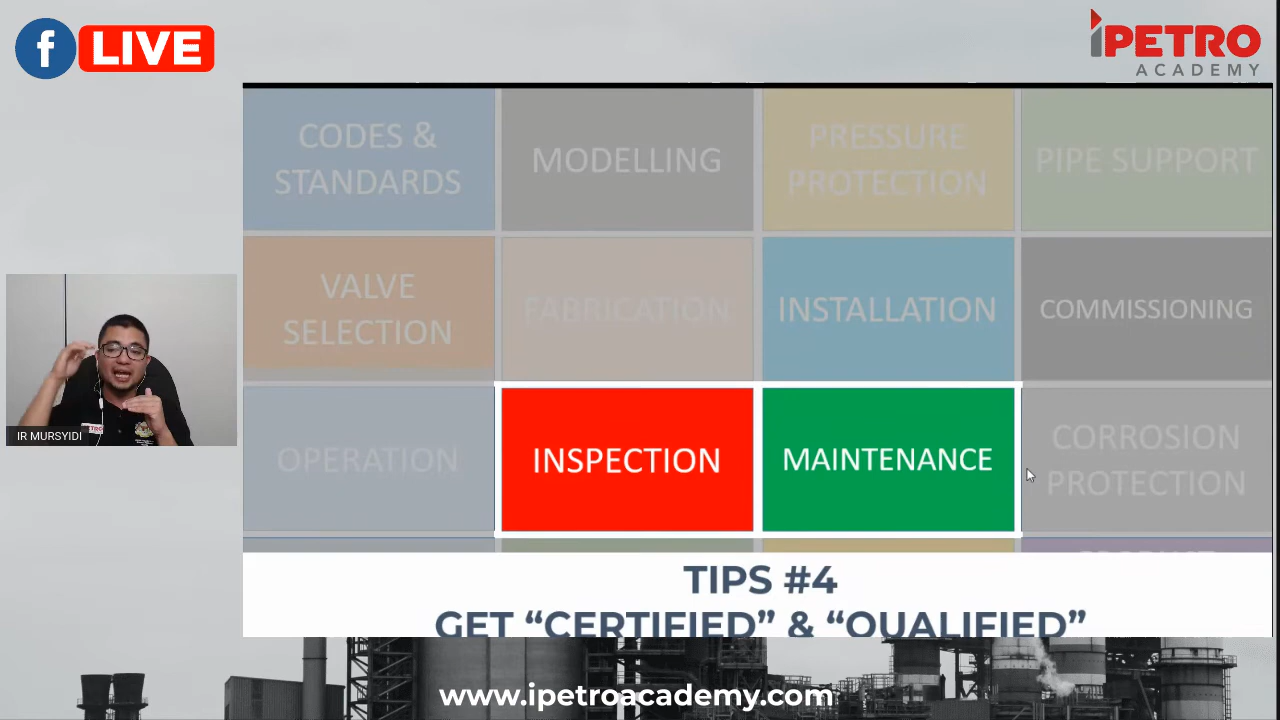 f LIVE
iPETRO
ACADEMY
CODES &
STANDARDS
MODELLING
PRESSURE
PROTECTION
PIPE SUPPORT
VALVE
SELECTION
FABRICATION
INSTALLATION
COMMISSIONING
OPERATION
INSPECTION
MAINTENANCE
CORROSION
PROTECTION
PRODUCT
IR MURSYIDI
TIPS #4
GET “CERTIFIED” & “QUALIFIED”
www.ipetroacademy.com